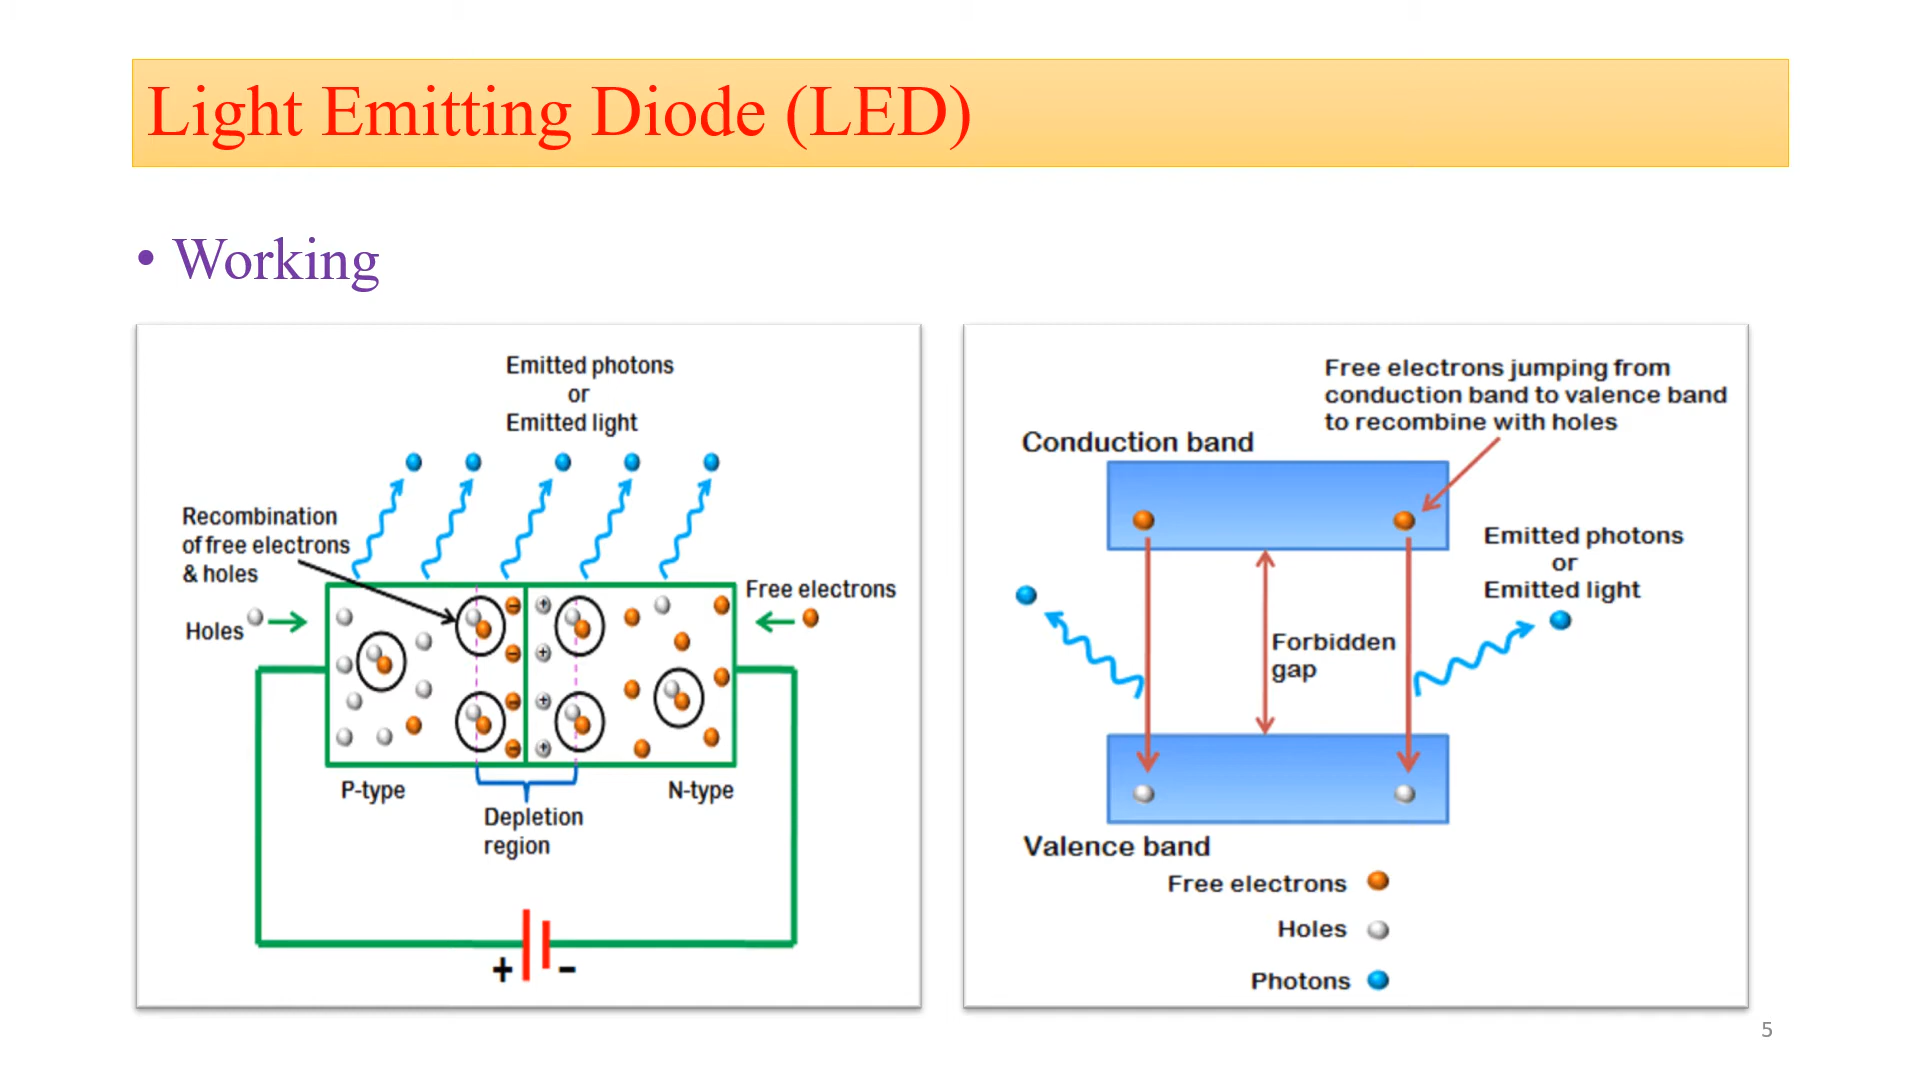 Light Emitting Diode (LED)
• Working
Emitted photons
or
Emitted light
Recombination
of free electrons
& holes
Holes
Free electrons
P-type
N-type
Depletion
region
+ -
Free electrons jumping from
conduction band to valence band
to recombine with holes
Conduction band
Emitted photons
or
Emitted light
Forbidden
gap
Valence band
Free electrons
Holes
Photons
5